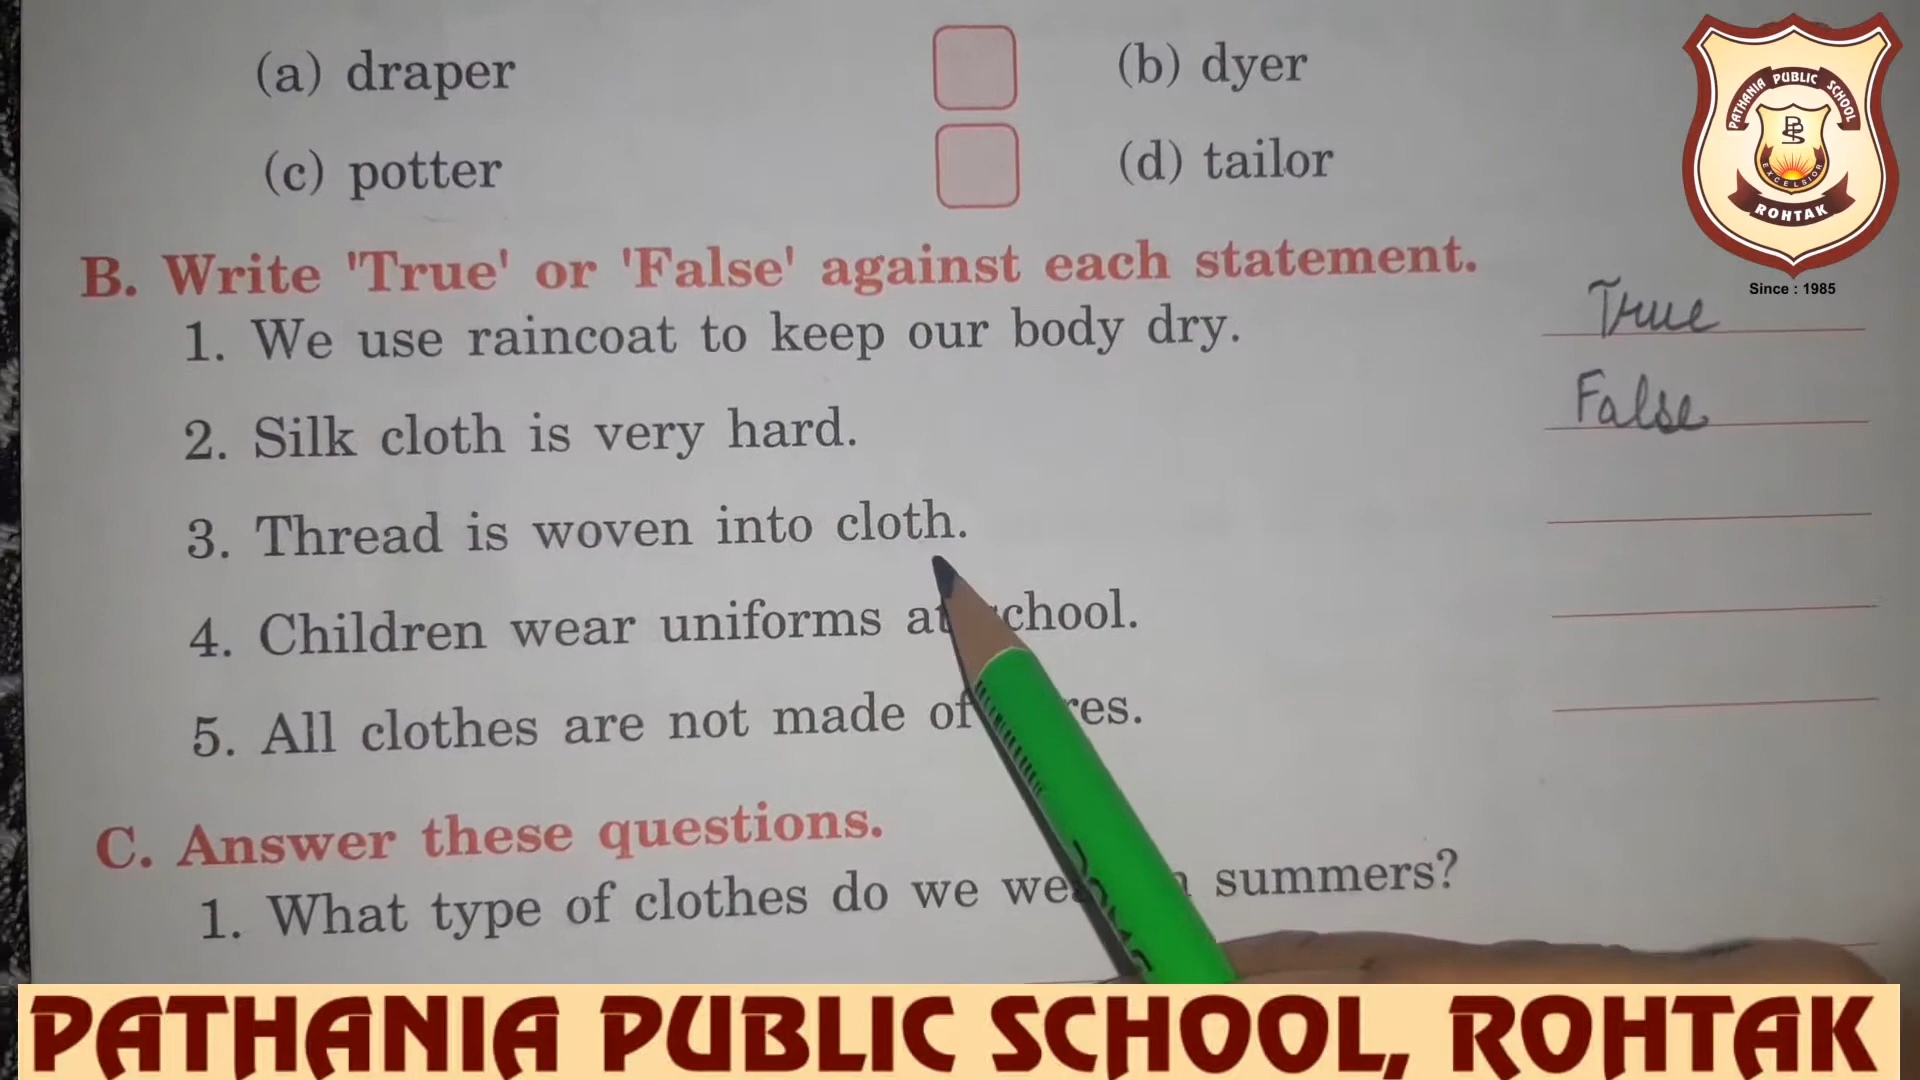 (a) draper (b) dyer
(c) potter (d) tailor
B. Write 'True' or 'False' against each statement.
1. We use raincoat to keep our body dry. True
2. Silk cloth is very hard. False
3. Thread is woven into cloth.
4. Children wear uniforms at school.
5. All clothes are not made of
C. Answer these questions.
1. What type of clothes do we summers?
PATHANIA PUBLIC SCHOOL
EXCELSIOR
ROHTAK
Since : 1985
PATHANIA PUBLIC SCHOOL, ROHTAK